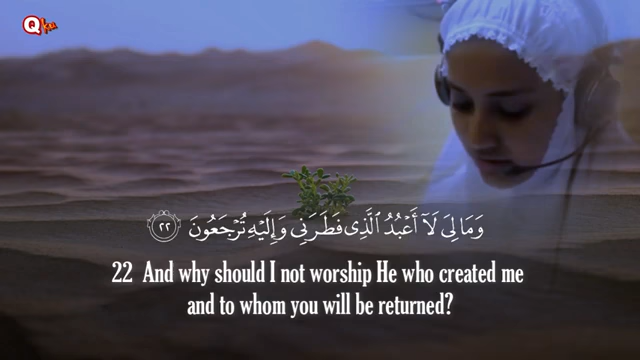 Q
وَمَا لِيَ لَآ أَعْبُدُ ٱلَّذِى فَطَرَنِى وَإِلَيْهِ تُرْجَعُونَ ٢٢
22 And why should I not worship He who created me
and to whom you will be returned?